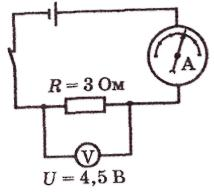 A
R = 3 Ом
V
U = 4,5 В